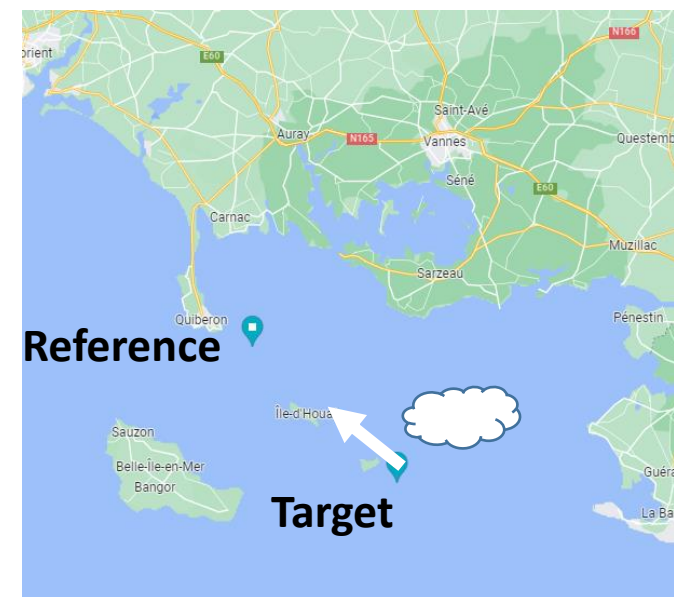 N166
orient
E60
Saint-Avé
Auray
N165
Vannes
Questemb
Séné
E60
Carnac
Muzillac
Sarzeau
Quiberon
Pénestin
Reference
Île-d'Houa
Sauzon
Belle-Île-en-Mer
Bangor
Guéra
La Ba
Target